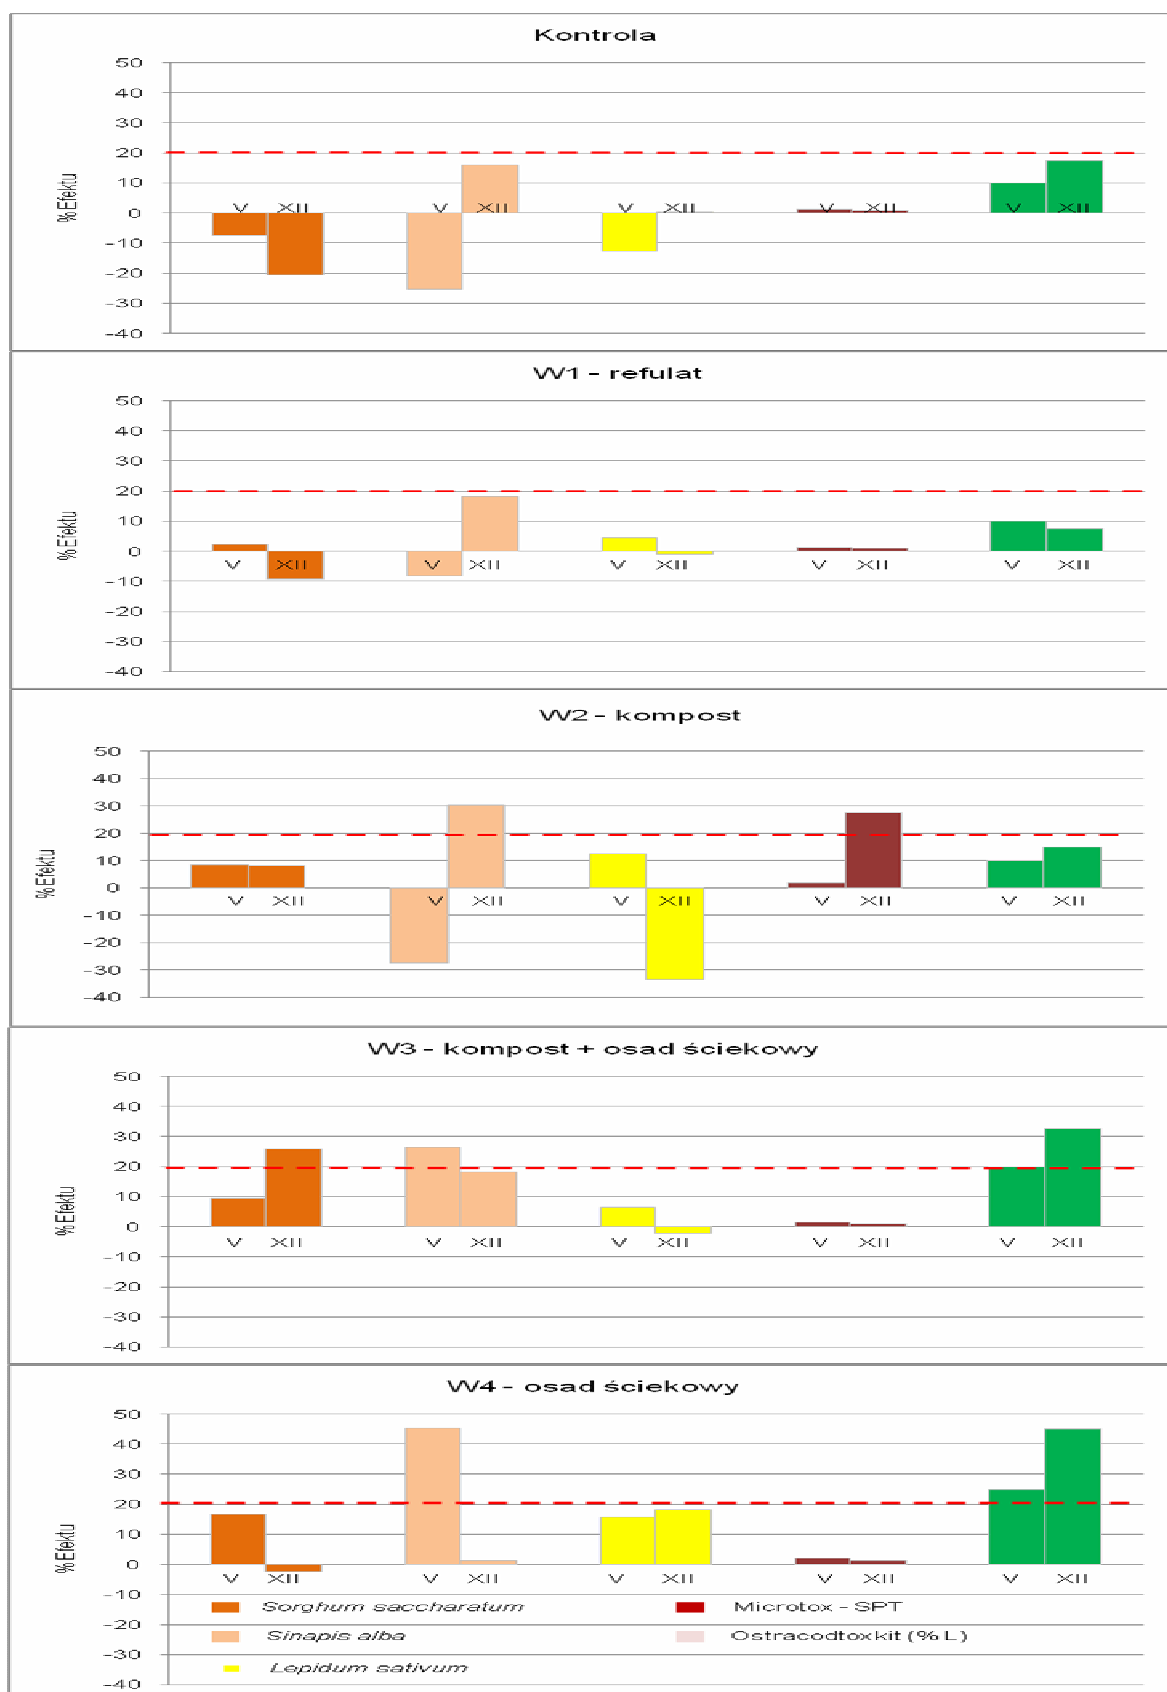 Kontrola
50
40
30
20
10
0
-10
-20
-30
-40
% Efektu
V XII V XII V XII V XII V XII
W1 - refulat
50
40
30
20
10
0
-10
-20
-30
-40
% Efektu
V XII V XII V XII V XII V XII
W2 - kompost
50
40
30
20
10
0
-10
-20
-30
-40
% Efektu
V XII V XII V XII V XII V XII
W3 - kompost + osad ściekowy
50
40
30
20
10
0
-10
-20
-30
-40
% Efektu
V XII V XII V XII V XII V XII
W4 - osad ściekowy
50
40
30
20
10
0
-10
-20
-30
-40
% Efektu
V XII V XII V XII V XII V XII
Sorghum saccharatum
Sinapis alba
Lepidum sativum
Microtox - SPT
Ostracodtoxkit (% L)